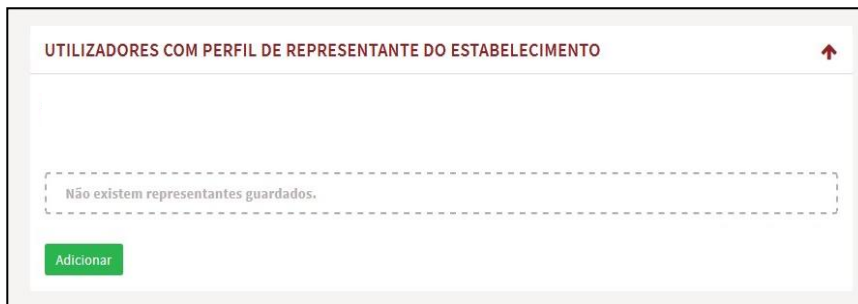 UTILIZADORES COM PERFIL DE REPRESENTANTE DO ESTABELECIMENTO
Não existem representantes guardados.
Adicionar